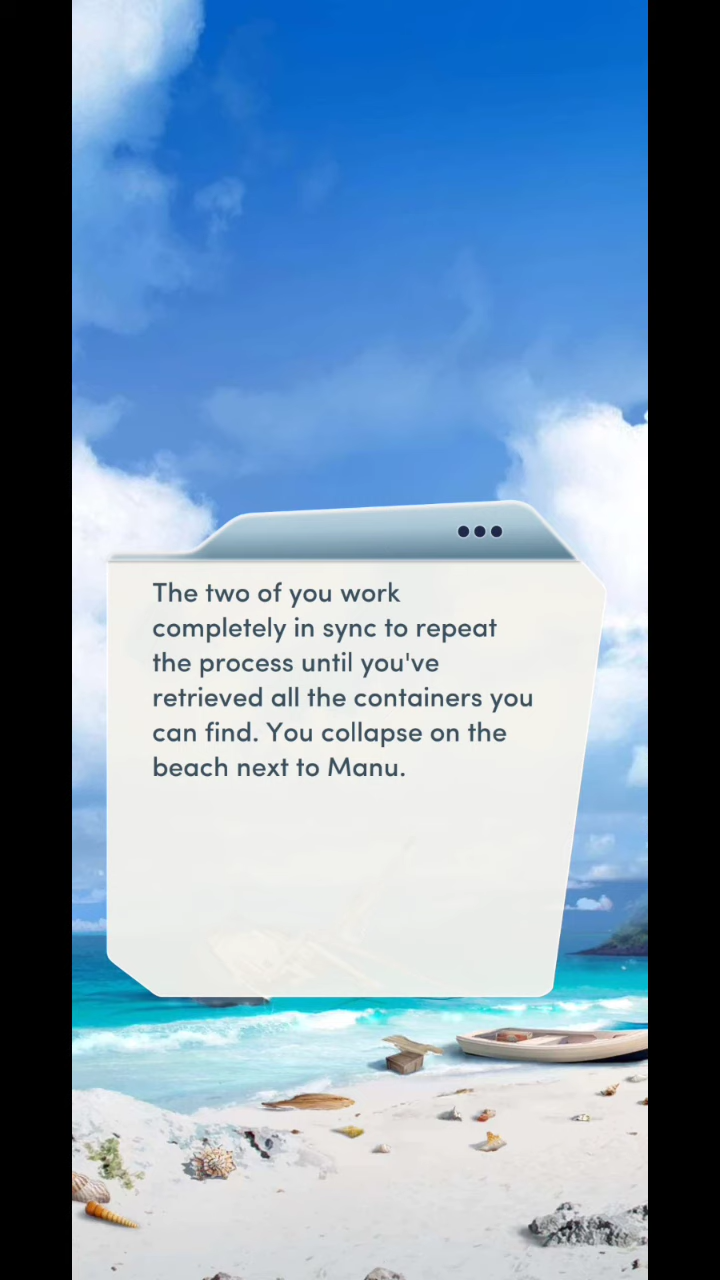 The two of you work
completely in sync to repeat
the process until you've
retrieved all the containers you
can find. You collapse on the
beach next to Manu.